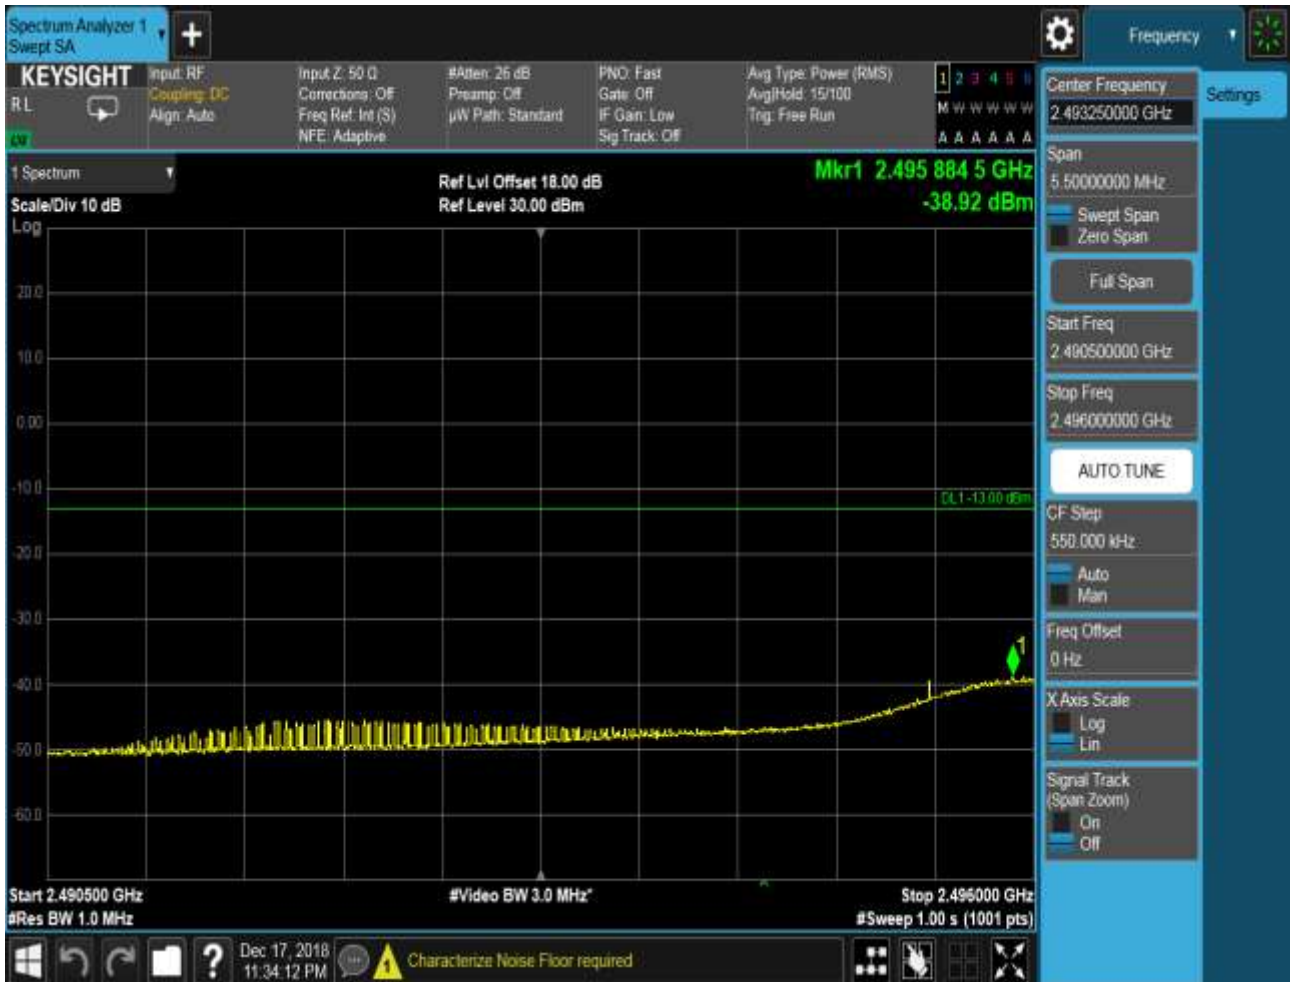 Spectrum Analyzer 1
Swept SA
Frequency
KEYSIGHT
R L
Input: RF
Coupling: DC
Align: Auto
Input Z: 50 Ω
Corrections: Off
Freq Ref: Int (S)
NFE: Adaptive
#Atten: 26 dB
Preamp: Off
µW Path: Standard
PNO: Fast
Gate: Off
IF Gain: Low
Sig Track: Off
Avg Type: Power (RMS)
Avg|Hold: 15/100
Trig: Free Run
1 2 3 4 5 6
M W W W W W
A A A A A A
1 Spectrum
Scale/Div 10 dB
Log
Ref Lvl Offset 18.00 dB
Ref Level 30.00 dBm
Mkr1 2.495 884 5 GHz
-38.92 dBm
20.0
10.0
0.00
-10.0
-20.0
-30.0
-40.0
-50.0
-60.0
DL1 -13.00 dBm
1
Start 2.490500 GHz
#Res BW 1.0 MHz
#Video BW 3.0 MHz*
Stop 2.496000 GHz
#Sweep 1.00 s (1001 pts)
Dec 17, 2018
11:34:12 PM
Characterize Noise Floor required
Center Frequency
2.493250000 GHz
Settings
Span
5.50000000 MHz
Swept Span
Zero Span
Full Span
Start Freq
2.490500000 GHz
Stop Freq
2.496000000 GHz
AUTO TUNE
CF Step
550.000 kHz
Auto
Man
Freq Offset
0 Hz
X Axis Scale
Log
Lin
Signal Track
(Span Zoom)
On
Off